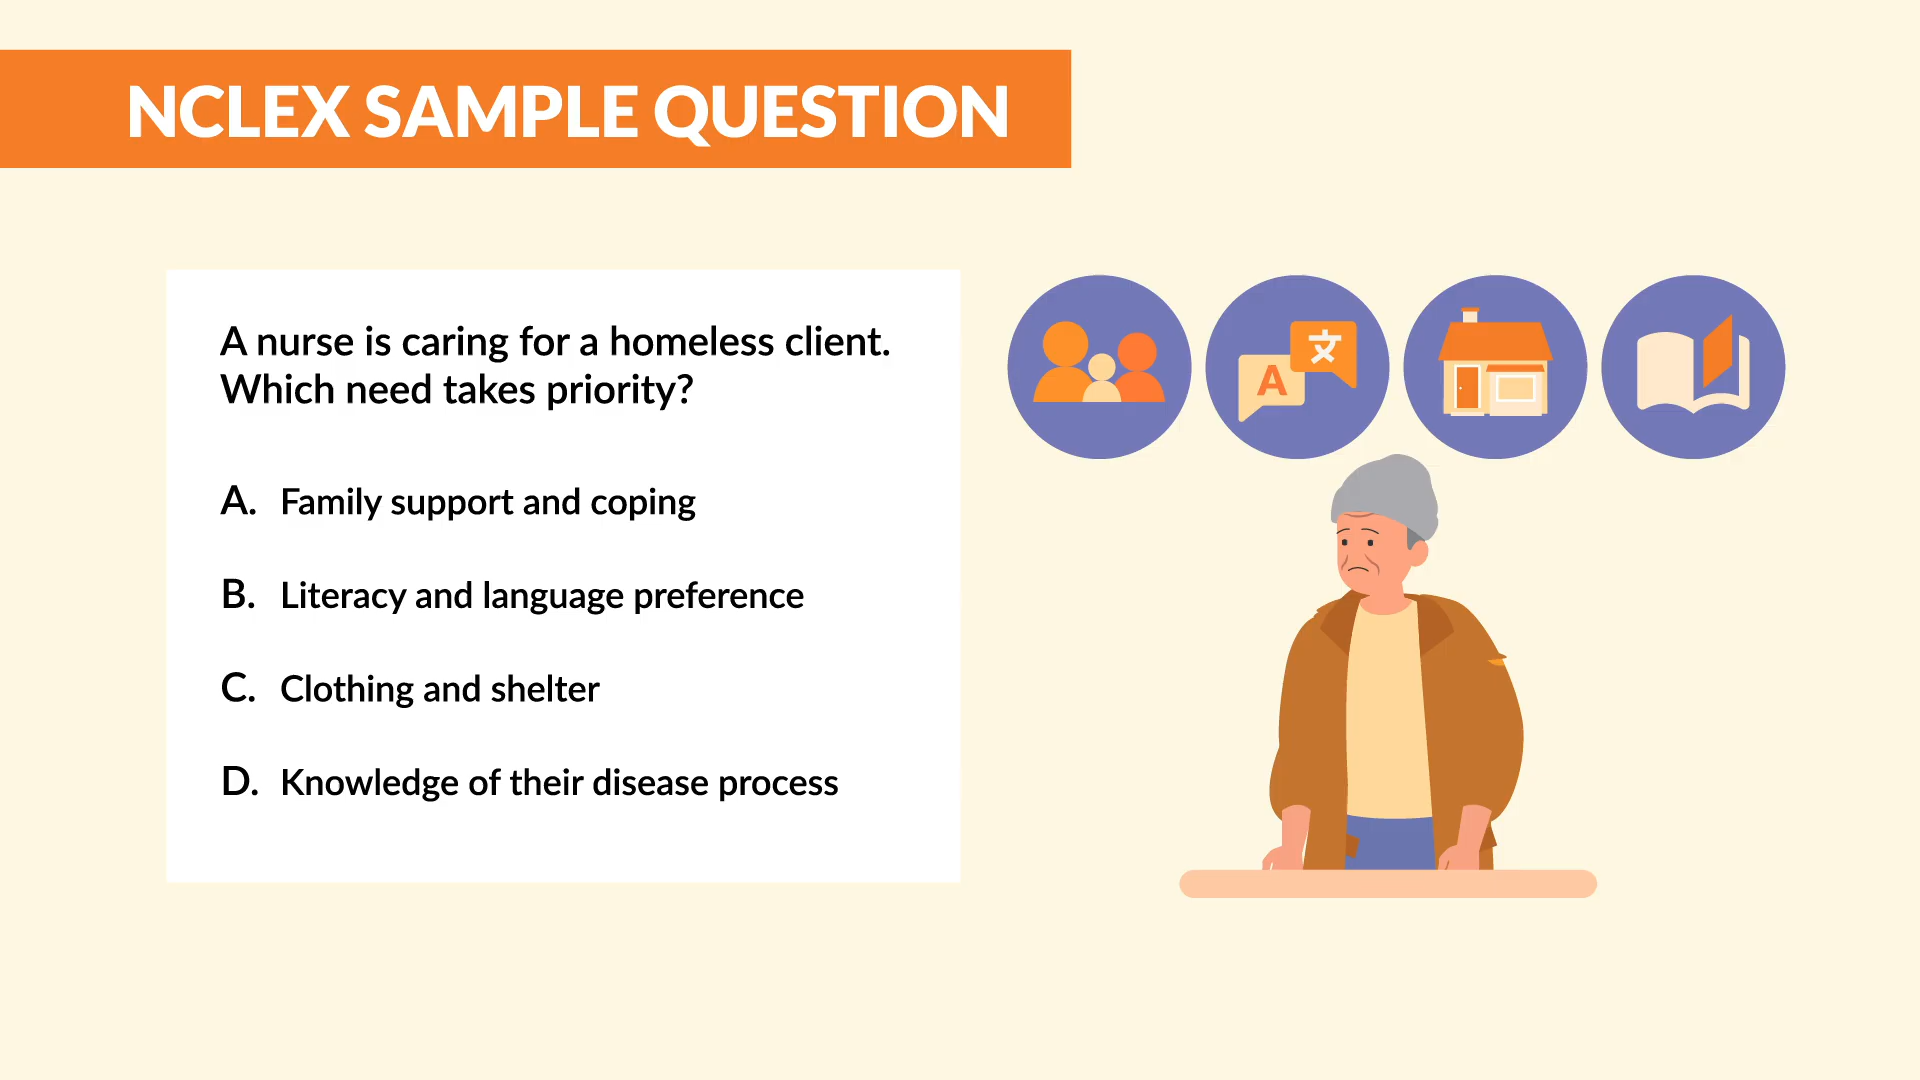 NCLEX SAMPLE QUESTION
A nurse is caring for a homeless client.
Which need takes priority?
A. Family support and coping
B. Literacy and language preference
C. Clothing and shelter
D. Knowledge of their disease process
A
文